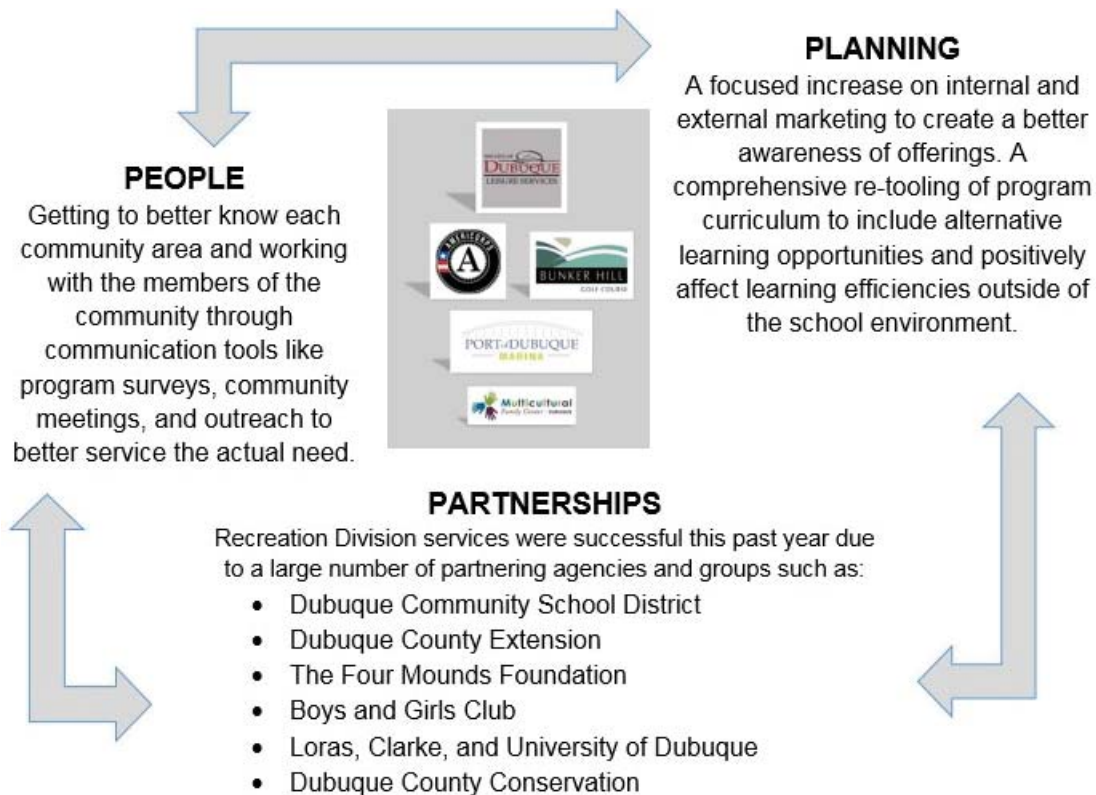 PEOPLE
Getting to better know each
community area and working
with the members of the
community through
communication tools like
program surveys, community
meetings, and outreach to
better service the actual need.
DUBUQUE
LEISURE SERVICES
AMERICORPS
A
BUNKER HILL
GOLF COURSE
PORT of DUBUQUE
MARINA
Multicultural
Family Center
PLANNING
A focused increase on internal and
external marketing to create a better
awareness of offerings. A
comprehensive re-tooling of program
curriculum to include alternative
learning opportunities and positively
affect learning efficiencies outside of
the school environment.
PARTNERSHIPS
Recreation Division services were successful this past year due
to a large number of partnering agencies and groups such as:
• Dubuque Community School District
• Dubuque County Extension
• The Four Mounds Foundation
• Boys and Girls Club
• Loras, Clarke, and University of Dubuque
• Dubuque County Conservation